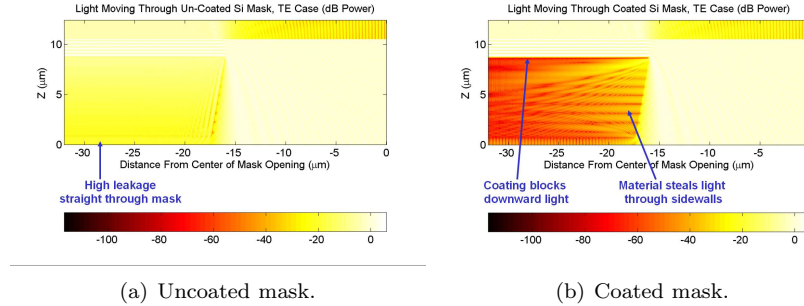 Light Moving Through Un-Coated Si Mask, TE Case (dB Power)
10
5
0
Z (μm)
-30 -25 -20 -15 -10 -5 0
Distance From Center of Mask Opening (μm)
High leakage
straight through mask
-100 -80 -60 -40 -20 0
(a) Uncoated mask.
Light Moving Through Coated Si Mask, TE Case (dB Power)
10
5
0
Z (μm)
-30 -25 -20 -15 -10 -5
Distance From Center of Mask Opening (μm)
Coating blocks
downward light
Material steals light
through sidewalls
-100 -80 -60 -40 -20 0
(b) Coated mask.